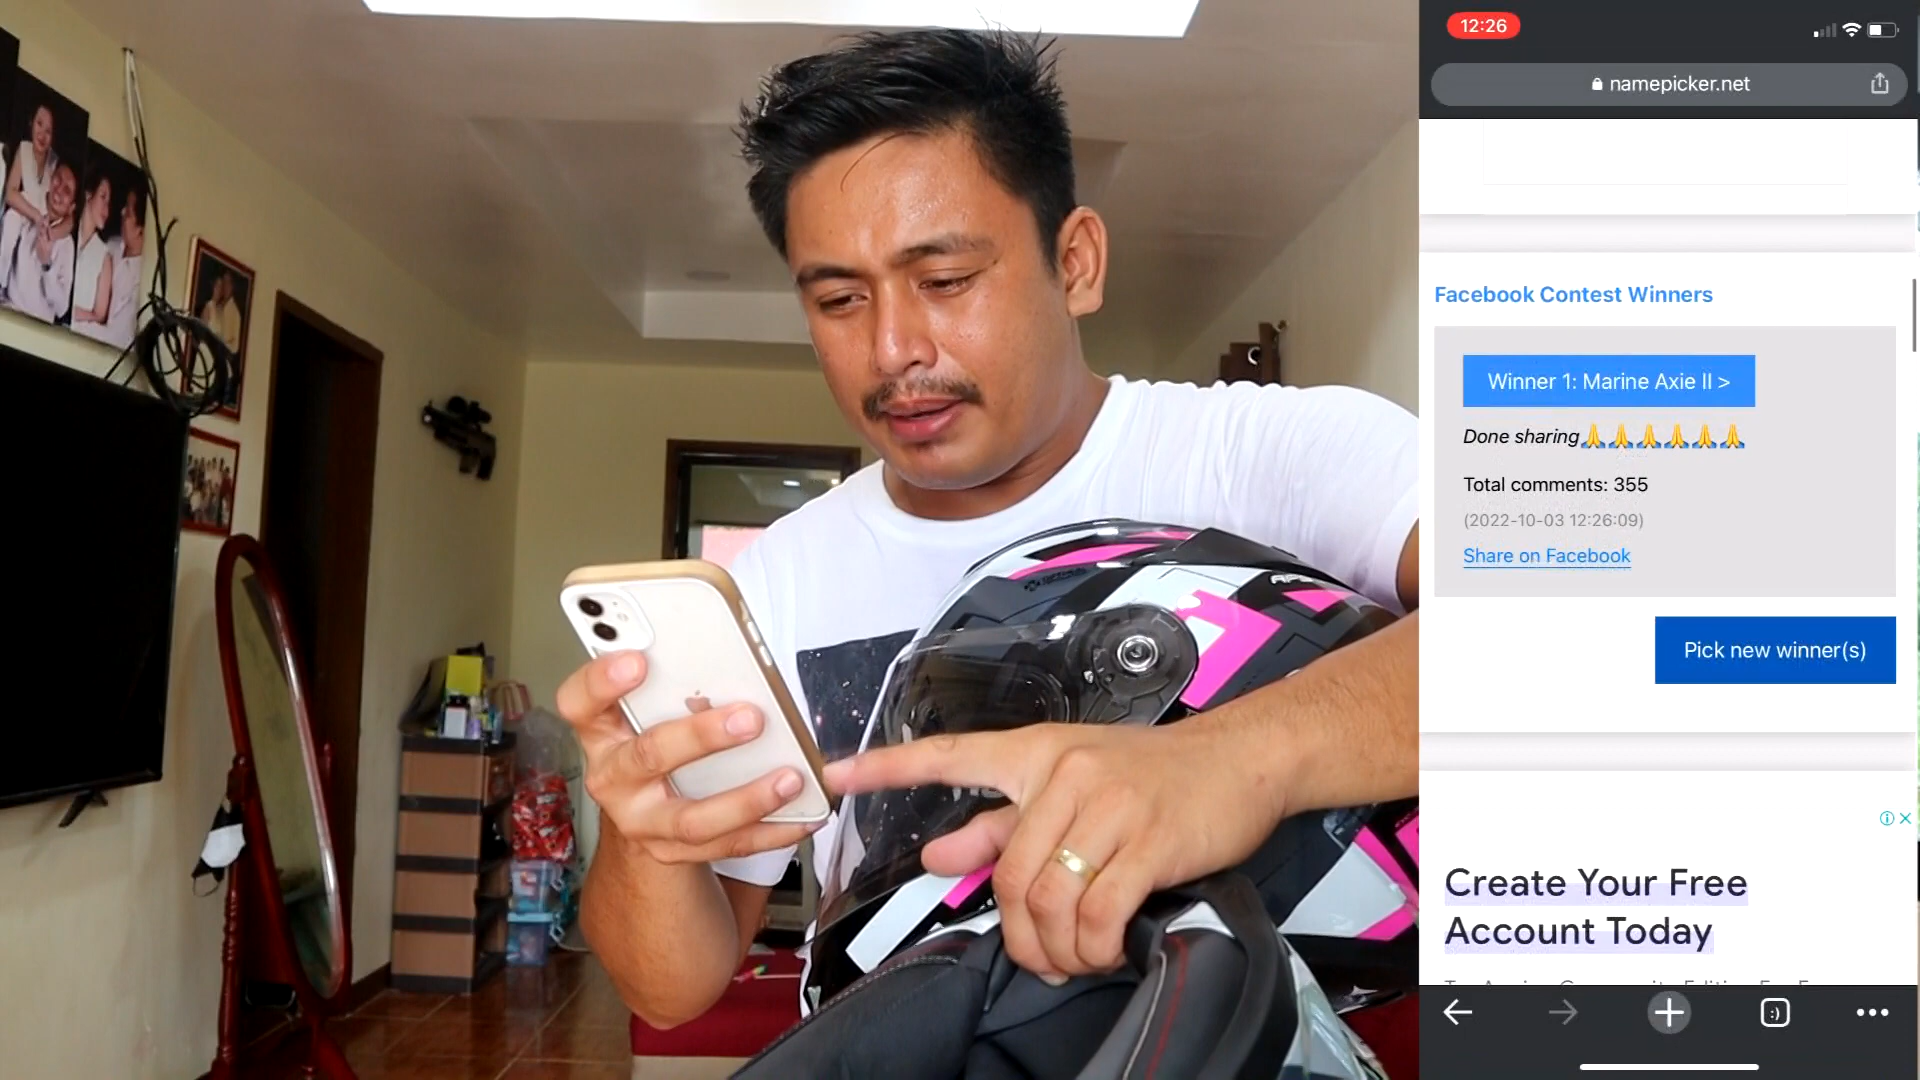 12:26
namepicker.net
Facebook Contest Winners
Winner 1: Marine Axie II >
Done sharing🙏🙏🙏🙏🙏🙏
Total comments: 355
(2022-10-03 12:26:09)
Share on Facebook
Pick new winner(s)
Create Your Free
Account Today